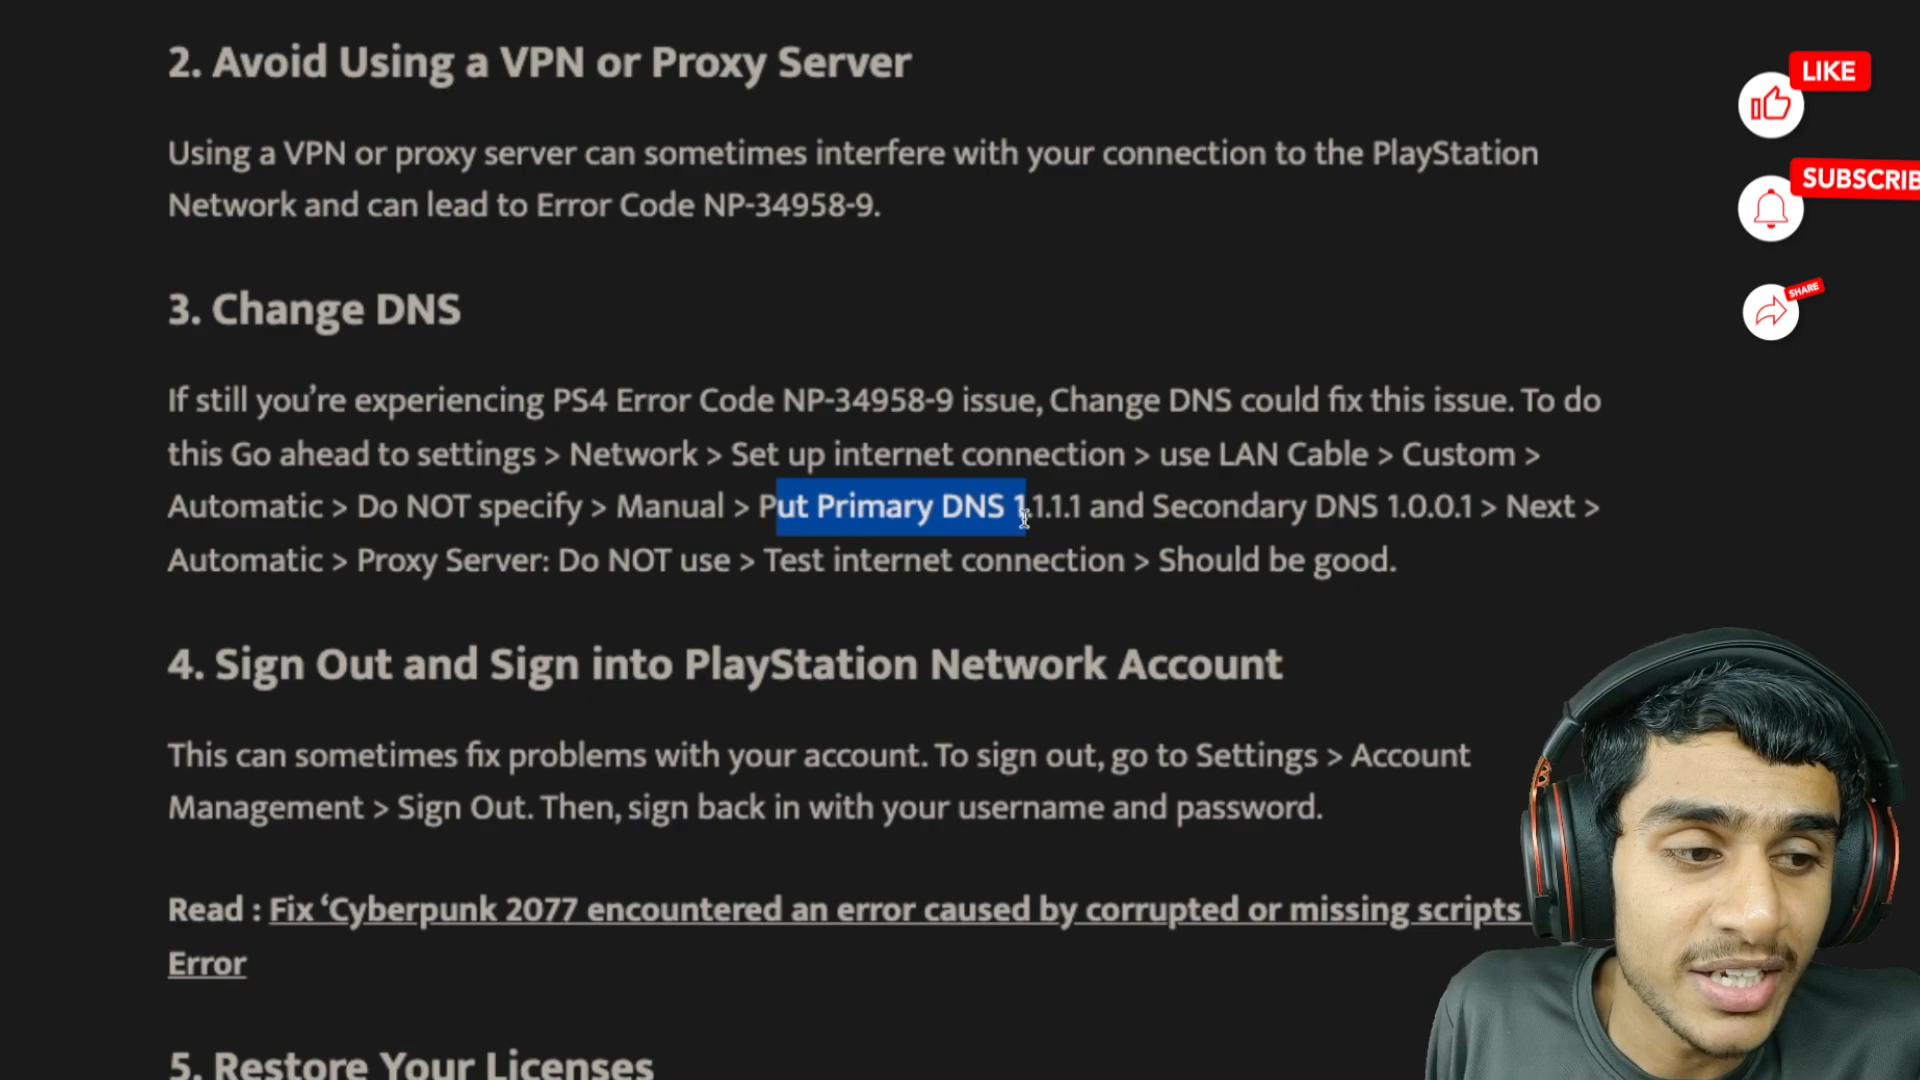 2. Avoid Using a VPN or Proxy Server
Using a VPN or proxy server can sometimes interfere with your connection to the PlayStation
Network and can lead to Error Code NP-34958-9.
3. Change DNS
If still you’re experiencing PS4 Error Code NP-34958-9 issue, Change DNS could fix this issue. To do
this Go ahead to settings > Network > Set up internet connection > use LAN Cable > Custom >
Automatic > Do NOT specify > Manual > Put Primary DNS 1.1.1.1 and Secondary DNS 1.0.0.1 > Next >
Automatic > Proxy Server: Do NOT use > Test internet connection > Should be good.
4. Sign Out and Sign into PlayStation Network Account
This can sometimes fix problems with your account. To sign out, go to Settings > Account
Management > Sign Out. Then, sign back in with your username and password.
Read : Fix ‘Cyberpunk 2077 encountered an error caused by corrupted or missing scripts
Error
5. Restore Your Licenses
LIKE
SUBSCRIB
SHARE